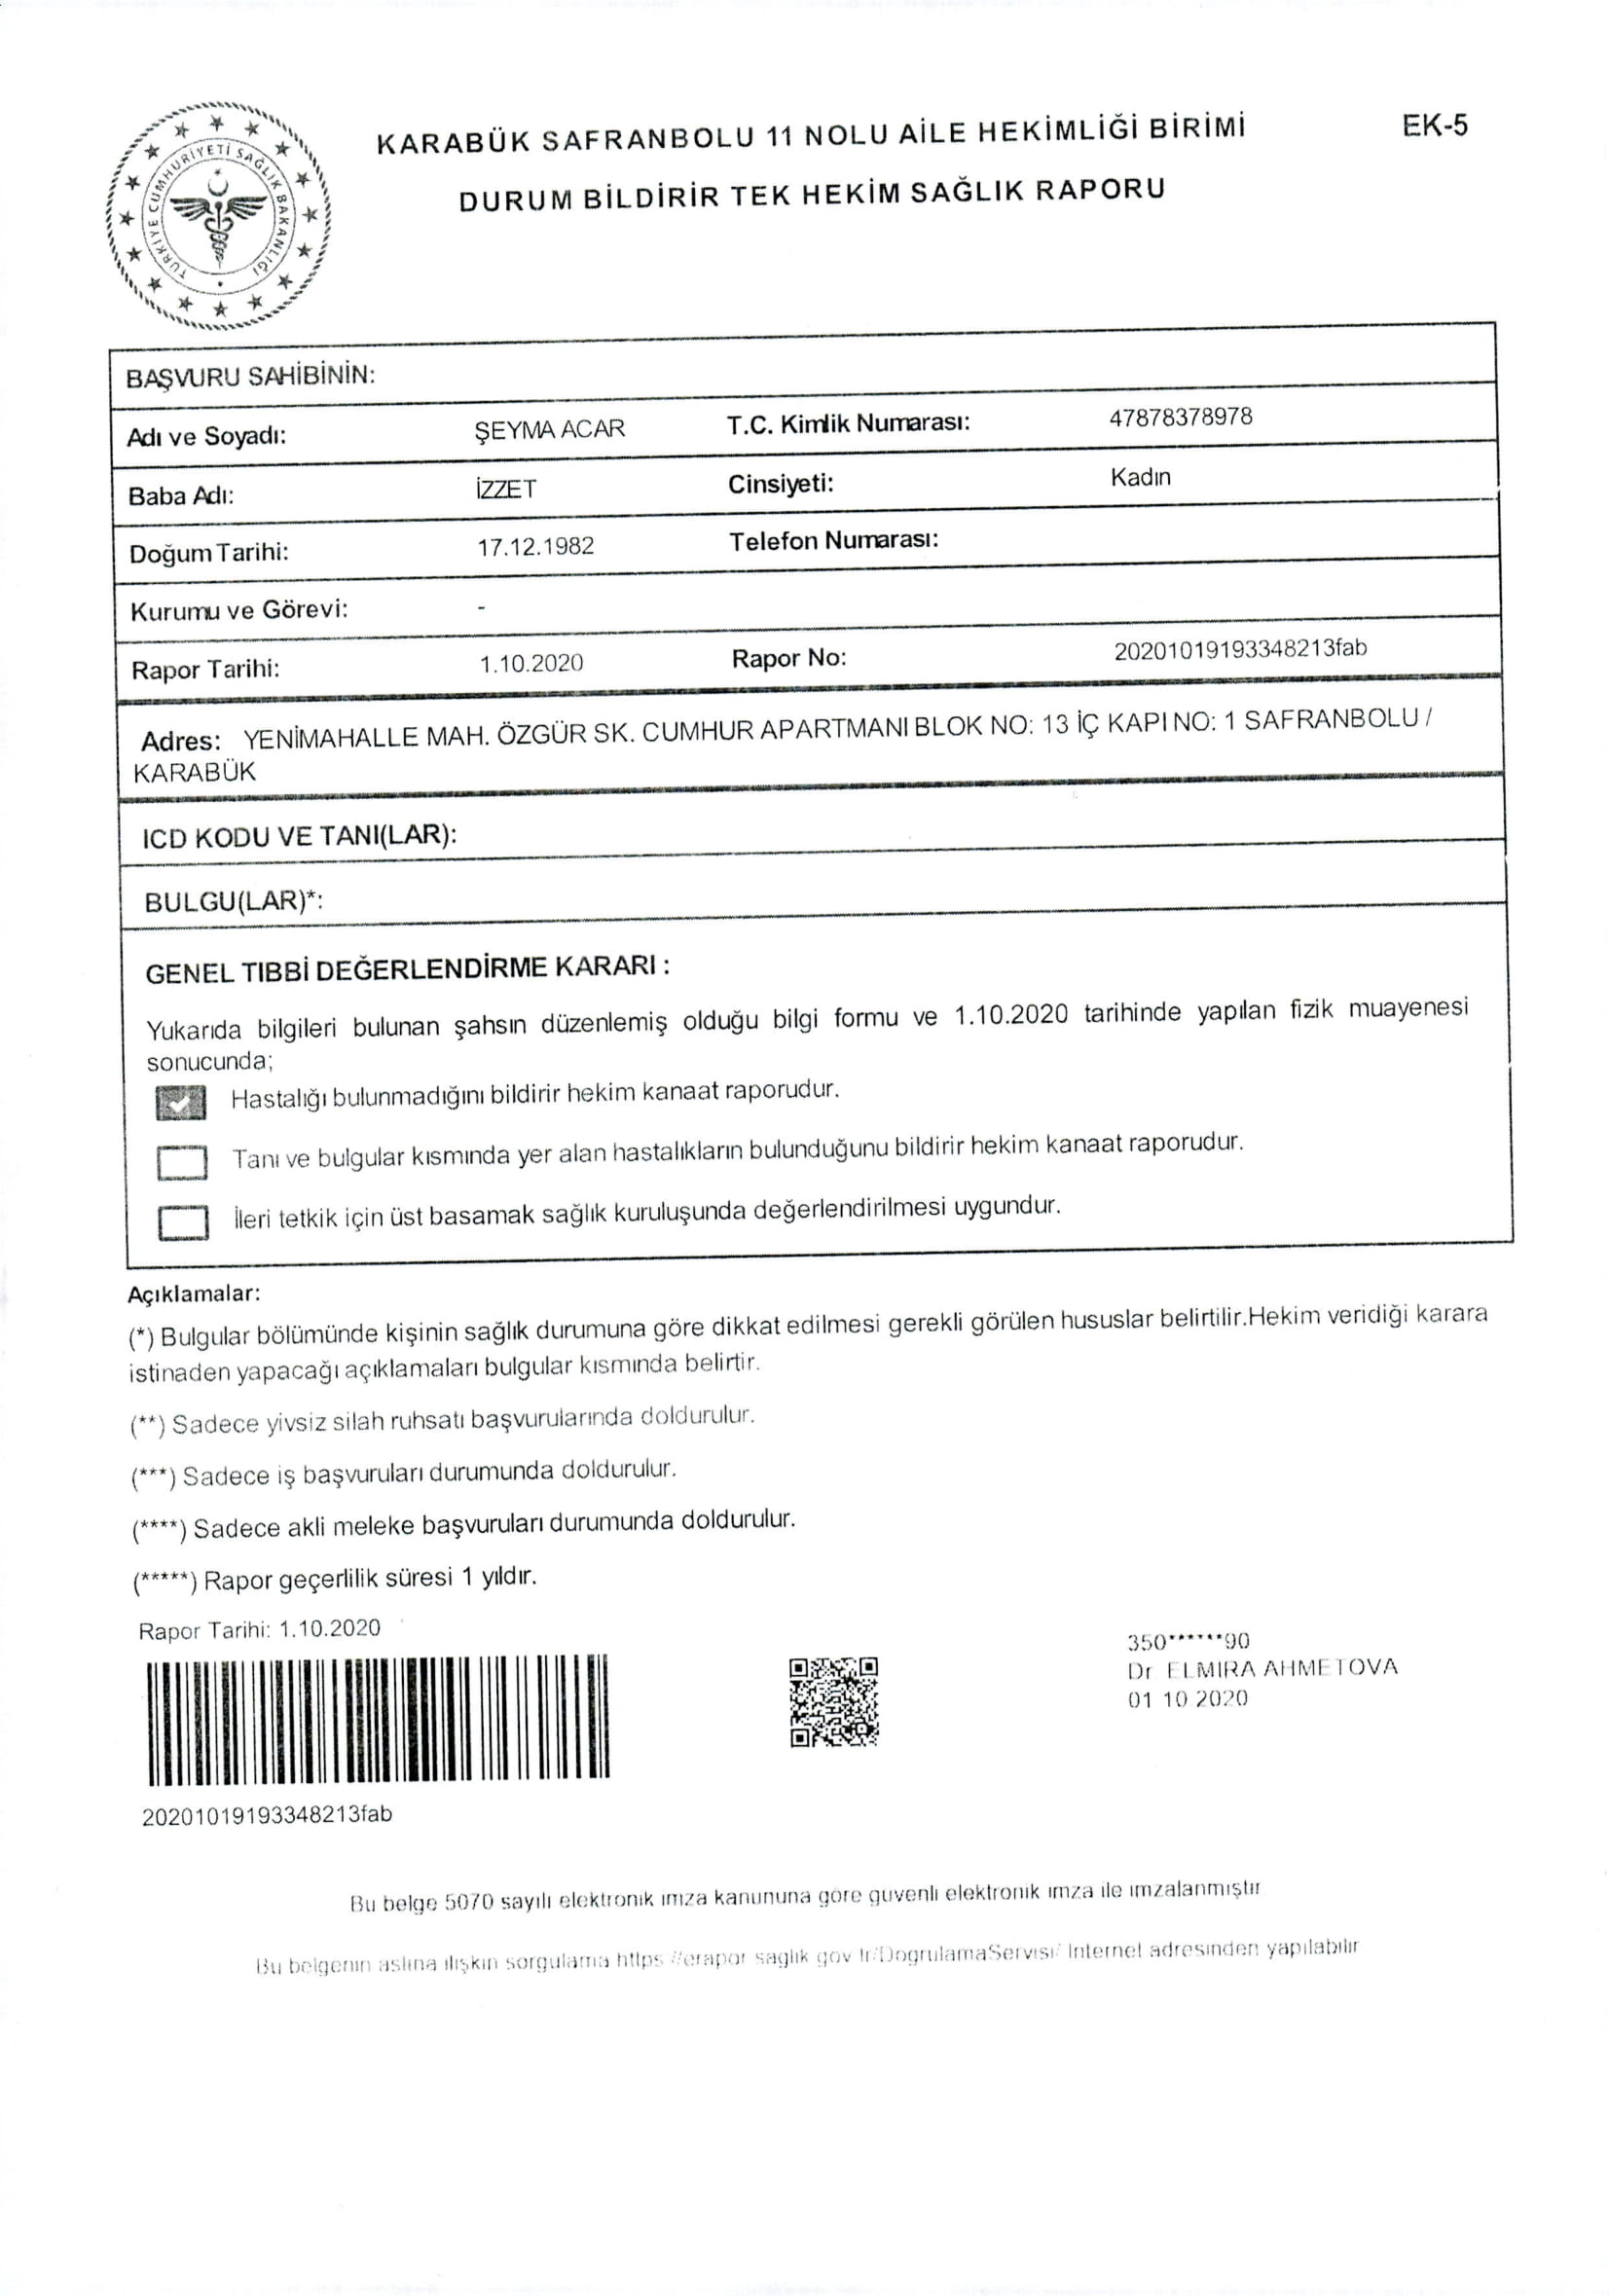 TÜRKİYE CUMHURİYETİ SAĞLIK BAKANLIĞI
KARABÜK SAFRANBOLU 11 NOLU AİLE HEKİMLİĞİ BİRİMİ
EK-5
DURUM BİLDİRİR TEK HEKİM SAĞLIK RAPORU
BAŞVURU SAHİBİNİN:
Adı ve Soyadı: ŞEYMA ACAR T.C. Kimlik Numarası: 47878378978
Baba Adı: İZZET Cinsiyeti: Kadın
Doğum Tarihi: 17.12.1982 Telefon Numarası:
Kurumu ve Görevi: -
Rapor Tarihi: 1.10.2020 Rapor No: 20201019193348213fab
Adres: YENİMAHALLE MAH. ÖZGÜR SK. CUMHUR APARTMANI BLOK NO: 13 İÇ KAPI NO: 1 SAFRANBOLU /
KARABÜK
ICD KODU VE TANI(LAR):
BULGU(LAR)*:
GENEL TIBBİ DEĞERLENDİRME KARARI :
Yukarıda bilgileri bulunan şahsın düzenlemiş olduğu bilgi formu ve 1.10.2020 tarihinde yapılan fizik muayenesi
sonucunda;
Hastalığı bulunmadığını bildirir hekim kanaat raporudur.
Tanı ve bulgular kısmında yer alan hastalıkların bulunduğunu bildirir hekim kanaat raporudur.
İleri tetkik için üst basamak sağlık kuruluşunda değerlendirilmesi uygundur.
Açıklamalar:
(*) Bulgular bölümünde kişinin sağlık durumuna göre dikkat edilmesi gerekli görülen hususlar belirtilir.Hekim veridiği karara
istinaden yapacağı açıklamaları bulgular kısmında belirtir.
(**) Sadece yivsiz silah ruhsatı başvurularında doldurulur.
(***) Sadece iş başvuruları durumunda doldurulur.
(****) Sadece akli meleke başvuruları durumunda doldurulur.
(*****) Rapor geçerlilik süresi 1 yıldır.
Rapor Tarihi: 1.10.2020
350******90
Dr ELMIRA AHMETOVA
01 10 2020
20201019193348213fab
Bu belge 5070 sayılı elektronik imza kanununa göre güvenli elektronik imza ile imzalanmıştır
Bu belgenin aslına ilişkin sorgulama https://erapor.saglik.gov.tr/DogrulamaServisi/ Internet adresinden yapılabilir